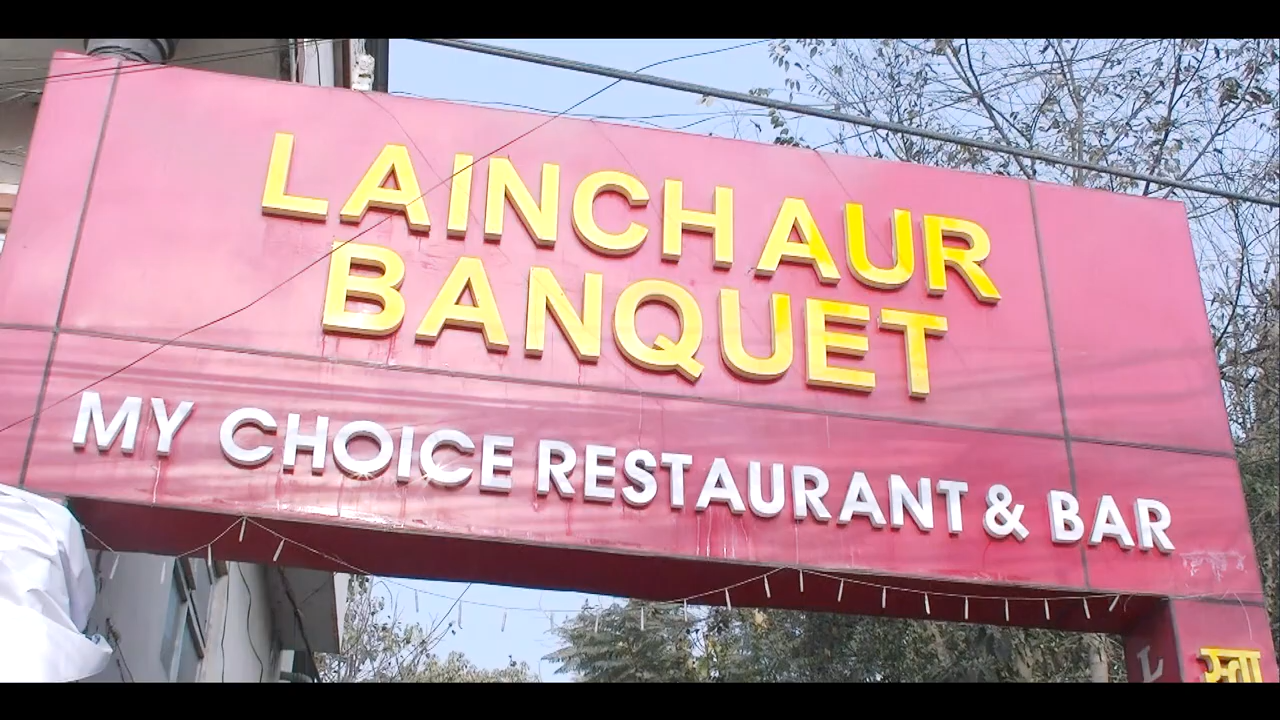 LAINCHAUR
BANQUET
MY CHOICE RESTAURANT & BAR
L
स्वा